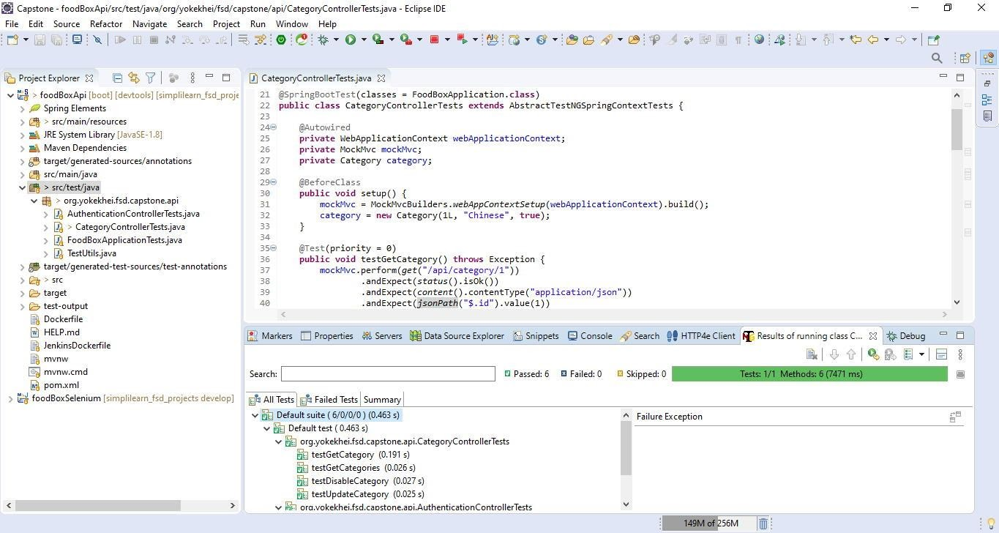 Capstone - foodBoxApi/src/test/java/org/yokekhei/fsd/capstone/api/CategoryControllerTests.java - Eclipse IDE
File Edit Source Refactor Navigate Search Project Run Window Help
Project Explorer
> foodBoxApi [boot] [devtools] [simplilearn_fsd_proje
Spring Elements
> src/main/resources
JRE System Library [JavaSE-1.8]
Maven Dependencies
target/generated-sources/annotations
src/main/java
> src/test/java
> org.yokekhei.fsd.capstone.api
AuthenticationControllerTests.java
> CategoryControllerTests.java
FoodBoxApplicationTests.java
TestUtils.java
target/generated-test-sources/test-annotations
> src
target
test-output
Dockerfile
HELP.md
JenkinsDockerfile
mvnw
mvnw.cmd
pom.xml
foodBoxSelenium [simplilearn_fsd_projects develop]
CategoryControllerTests.java
21 @SpringBootTest(classes = FoodBoxApplication.class)
22 public class CategoryControllerTests extends AbstractTestNGSpringContextTests {
23
24 @Autowired
25 private WebApplicationContext webApplicationContext;
26 private MockMvc mockMvc;
27 private Category category;
28
29 @BeforeClass
30 public void setup() {
31 mockMvc = MockMvcBuilders.webAppContextSetup(webApplicationContext).build();
32 category = new Category(1L, "Chinese", true);
33 }
34
35 @Test(priority = 0)
36 public void testGetCategory() throws Exception {
37 mockMvc.perform(get("/api/category/1"))
38 .andExpect(status().isOk())
39 .andExpect(content().contentType("application/json"))
40 .andExpect(jsonPath("$.id").value(1))
Markers Properties Servers Data Source Explorer Snippets Console Search HTTP4e Client Results of running class C... Debug
Search: Passed: 6 Failed: 0 Skipped: 0 Tests: 1/1 Methods: 6 (7471 ms)
All Tests Failed Tests Summary
Default suite ( 6/0/0/0 ) (0.463 s)
Default test ( 0.463 s)
org.yokekhei.fsd.capstone.api.CategoryControllerTests
testGetCategory (0.191 s)
testGetCategories (0.026 s)
testDisableCategory (0.027 s)
testUpdateCategory (0.025 s)
org.yokekhei.fsd.capstone.api.AuthenticationControllerTests
Failure Exception
149M of 256M